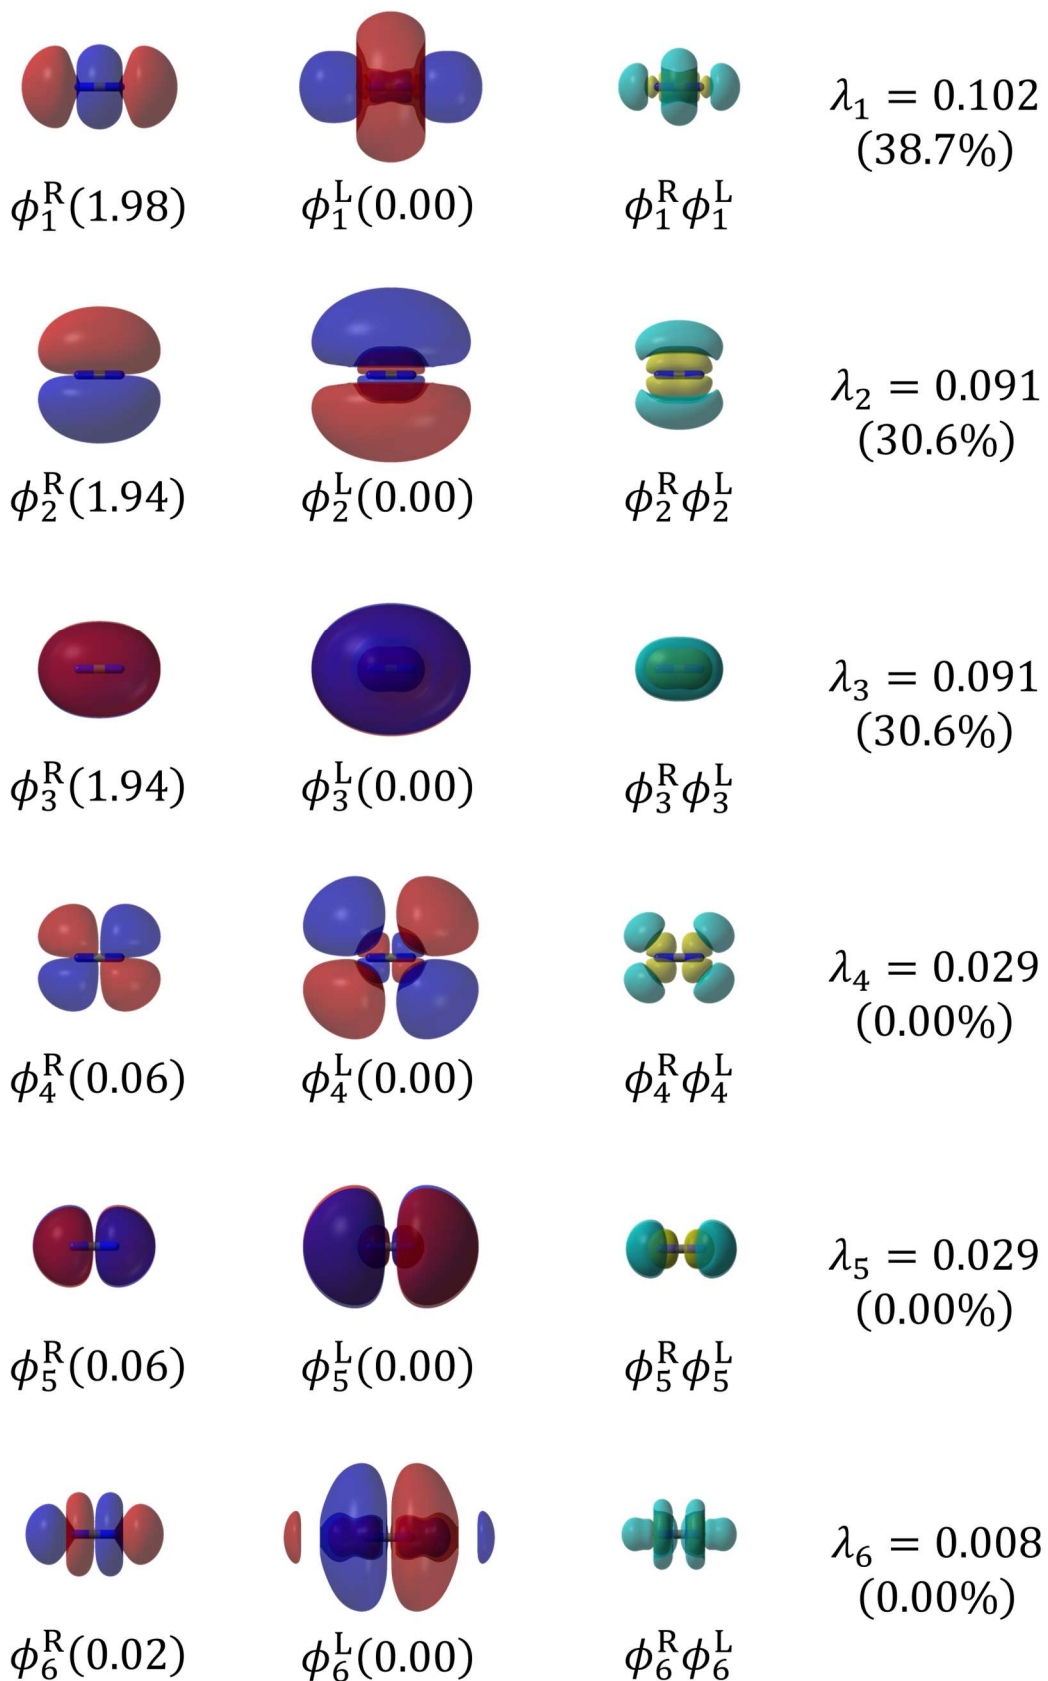 λ₁ = 0.102
(38.7%)
ϕ₁ᴿ(1.98) ϕ₁ᴸ(0.00) ϕ₁ᴿϕ₁ᴸ
λ₂ = 0.091
(30.6%)
ϕ₂ᴿ(1.94) ϕ₂ᴸ(0.00) ϕ₂ᴿϕ₂ᴸ
λ₃ = 0.091
(30.6%)
ϕ₃ᴿ(1.94) ϕ₃ᴸ(0.00) ϕ₃ᴿϕ₃ᴸ
λ₄ = 0.029
(0.00%)
ϕ₄ᴿ(0.06) ϕ₄ᴸ(0.00) ϕ₄ᴿϕ₄ᴸ
λ₅ = 0.029
(0.00%)
ϕ₅ᴿ(0.06) ϕ₅ᴸ(0.00) ϕ₅ᴿϕ₅ᴸ
λ₆ = 0.008
(0.00%)
ϕ₆ᴿ(0.02) ϕ₆ᴸ(0.00) ϕ₆ᴿϕ₆ᴸ